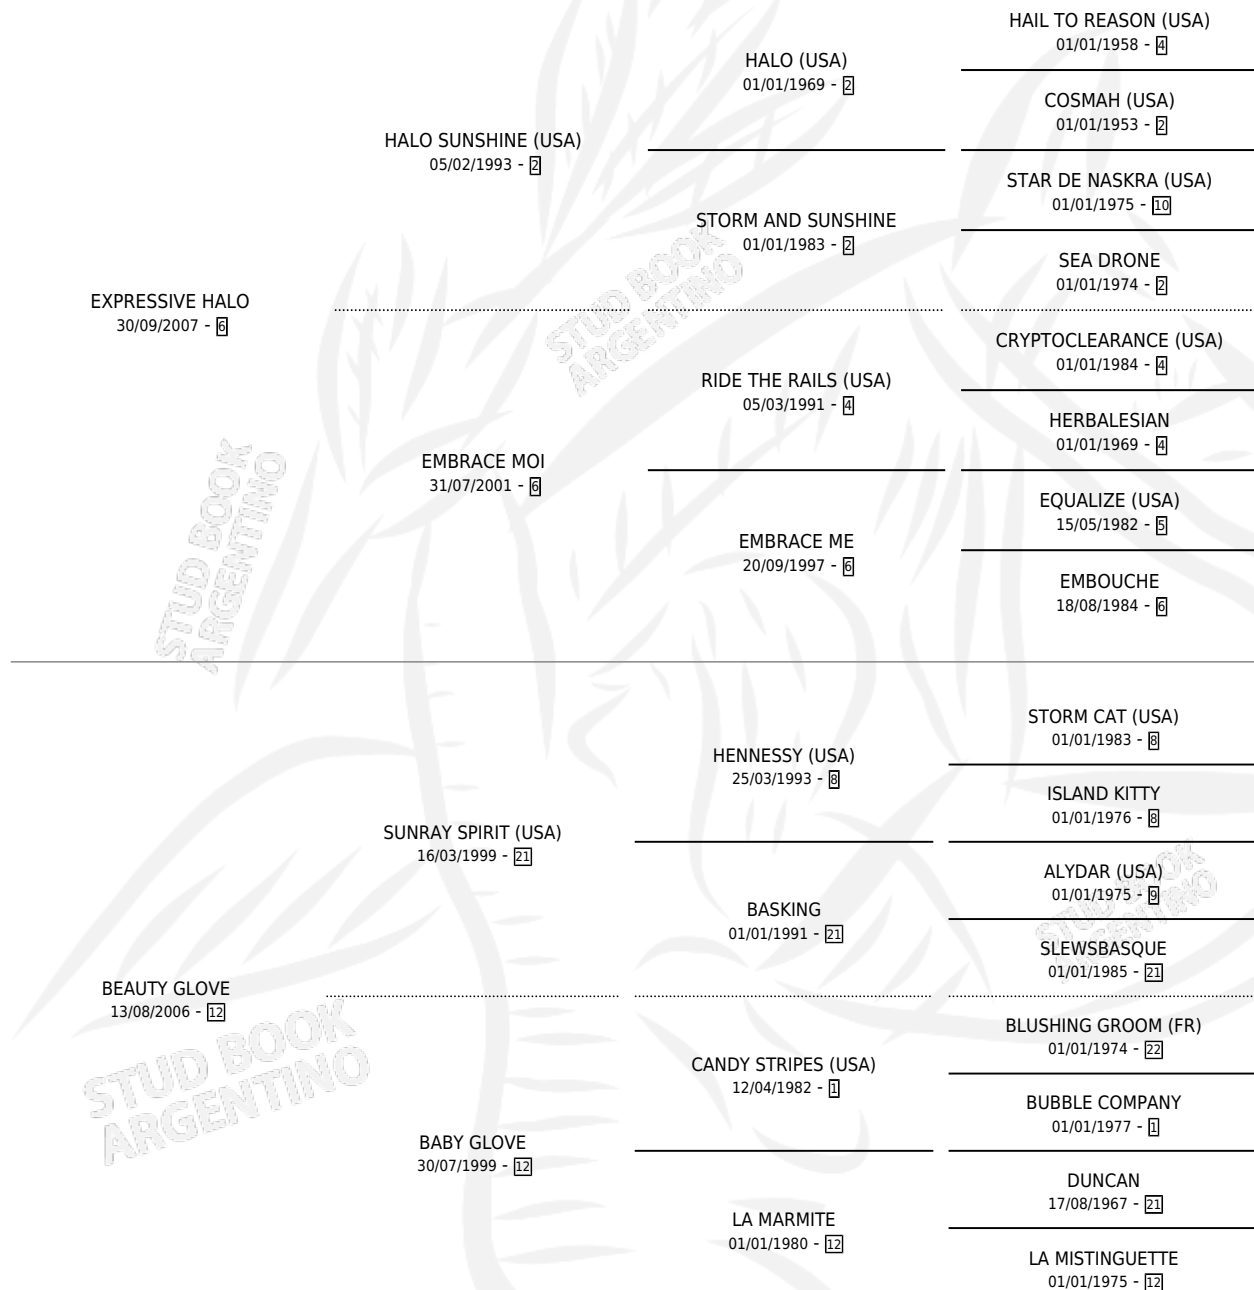 HAIL TO REASON (USA)
01/01/1958 - 4
HALO (USA)
01/01/1969 - 2
COSMAH (USA)
01/01/1953 - 2
HALO SUNSHINE (USA)
05/02/1993 - 2
STAR DE NASKRA (USA)
01/01/1975 - 10
STORM AND SUNSHINE
01/01/1983 - 2
SEA DRONE
01/01/1974 - 2
EXPRESSIVE HALO
30/09/2007 - 6
STUD BOOK
ARGENTINO
CRYPTOCLEARANCE (USA)
01/01/1984 - 4
RIDE THE RAILS (USA)
05/03/1991 - 4
HERBALESIAN
01/01/1969 - 4
EMBRACE MOI
31/07/2001 - 6
EQUALIZE (USA)
15/05/1982 - 5
EMBRACE ME
20/09/1997 - 6
EMBOUCHE
18/08/1984 - 6
STUD BOOK
ARGENTINO
STORM CAT (USA)
01/01/1983 - 8
HENNESSY (USA)
25/03/1993 - 8
ISLAND KITTY
01/01/1976 - 8
SUNRAY SPIRIT (USA)
16/03/1999 - 21
ALYDAR (USA)
01/01/1975 - 9
BASKING
01/01/1991 - 21
STUD BOOK
ARGENTINO
SLEWSBASQUE
01/01/1985 - 21
BEAUTY GLOVE
13/08/2006 - 12
STUD BOOK
ARGENTINO
BLUSHING GROOM (FR)
01/01/1974 - 22
CANDY STRIPES (USA)
12/04/1982 - 1
BUBBLE COMPANY
01/01/1977 - 1
BABY GLOVE
30/07/1999 - 12
DUNCAN
17/08/1967 - 21
LA MARMITE
01/01/1980 - 12
LA MISTINGUETTE
01/01/1975 - 12